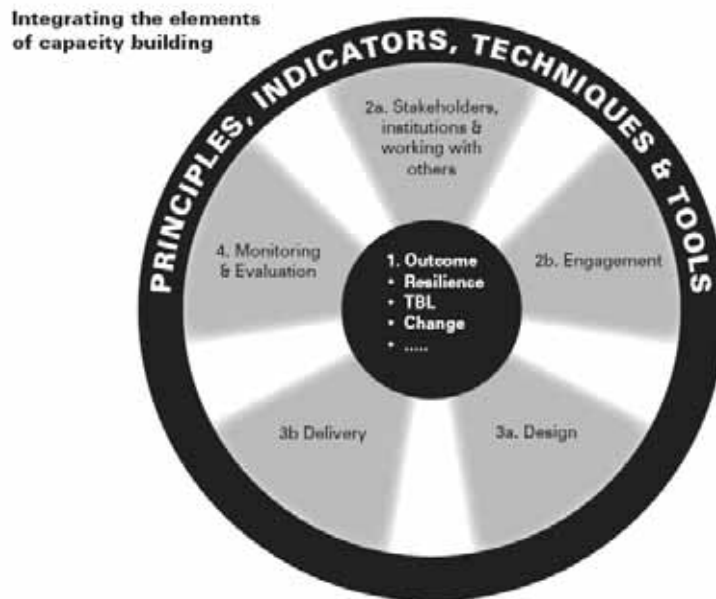 Integrating the elements
of capacity building
PRINCIPLES, INDICATORS, TECHNIQUES & TOOLS
2a. Stakeholders,
institutions &
working with
others
4. Monitoring
& Evaluation
1. Outcome
• Resilience
• TBL
• Change
• .....
2b. Engagement
3b Delivery
3a. Design